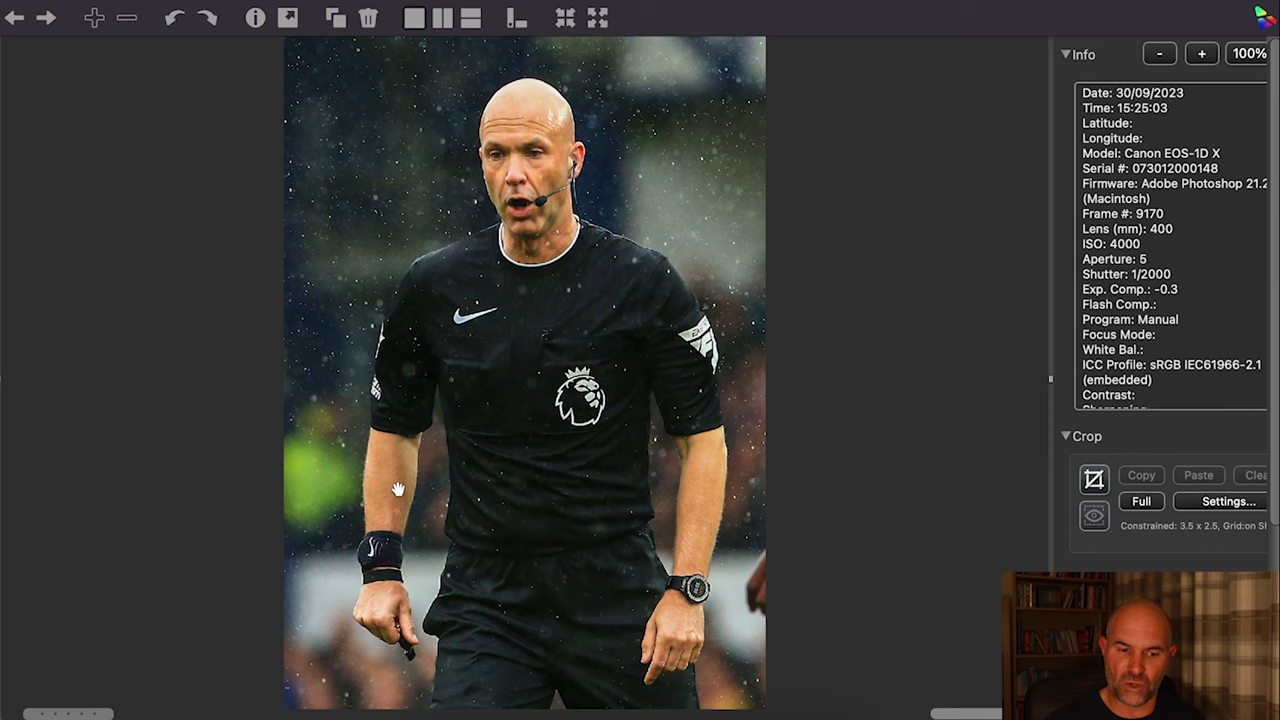 Info
-
+
100%
Date: 30/09/2023
Time: 15:25:03
Latitude:
Longitude:
Model: Canon EOS-1D X
Serial #: 073012000148
Firmware: Adobe Photoshop 21.2
(Macintosh)
Frame #: 9170
Lens (mm): 400
ISO: 4000
Aperture: 5
Shutter: 1/2000
Exp. Comp.: -0.3
Flash Comp.:
Program: Manual
Focus Mode:
White Bal.:
ICC Profile: sRGB IEC61966-2.1
(embedded)
Contrast:
Crop
Copy
Paste
Clea
Full
Settings...
Constrained: 3.5 x 2.5, Grid:on Sh